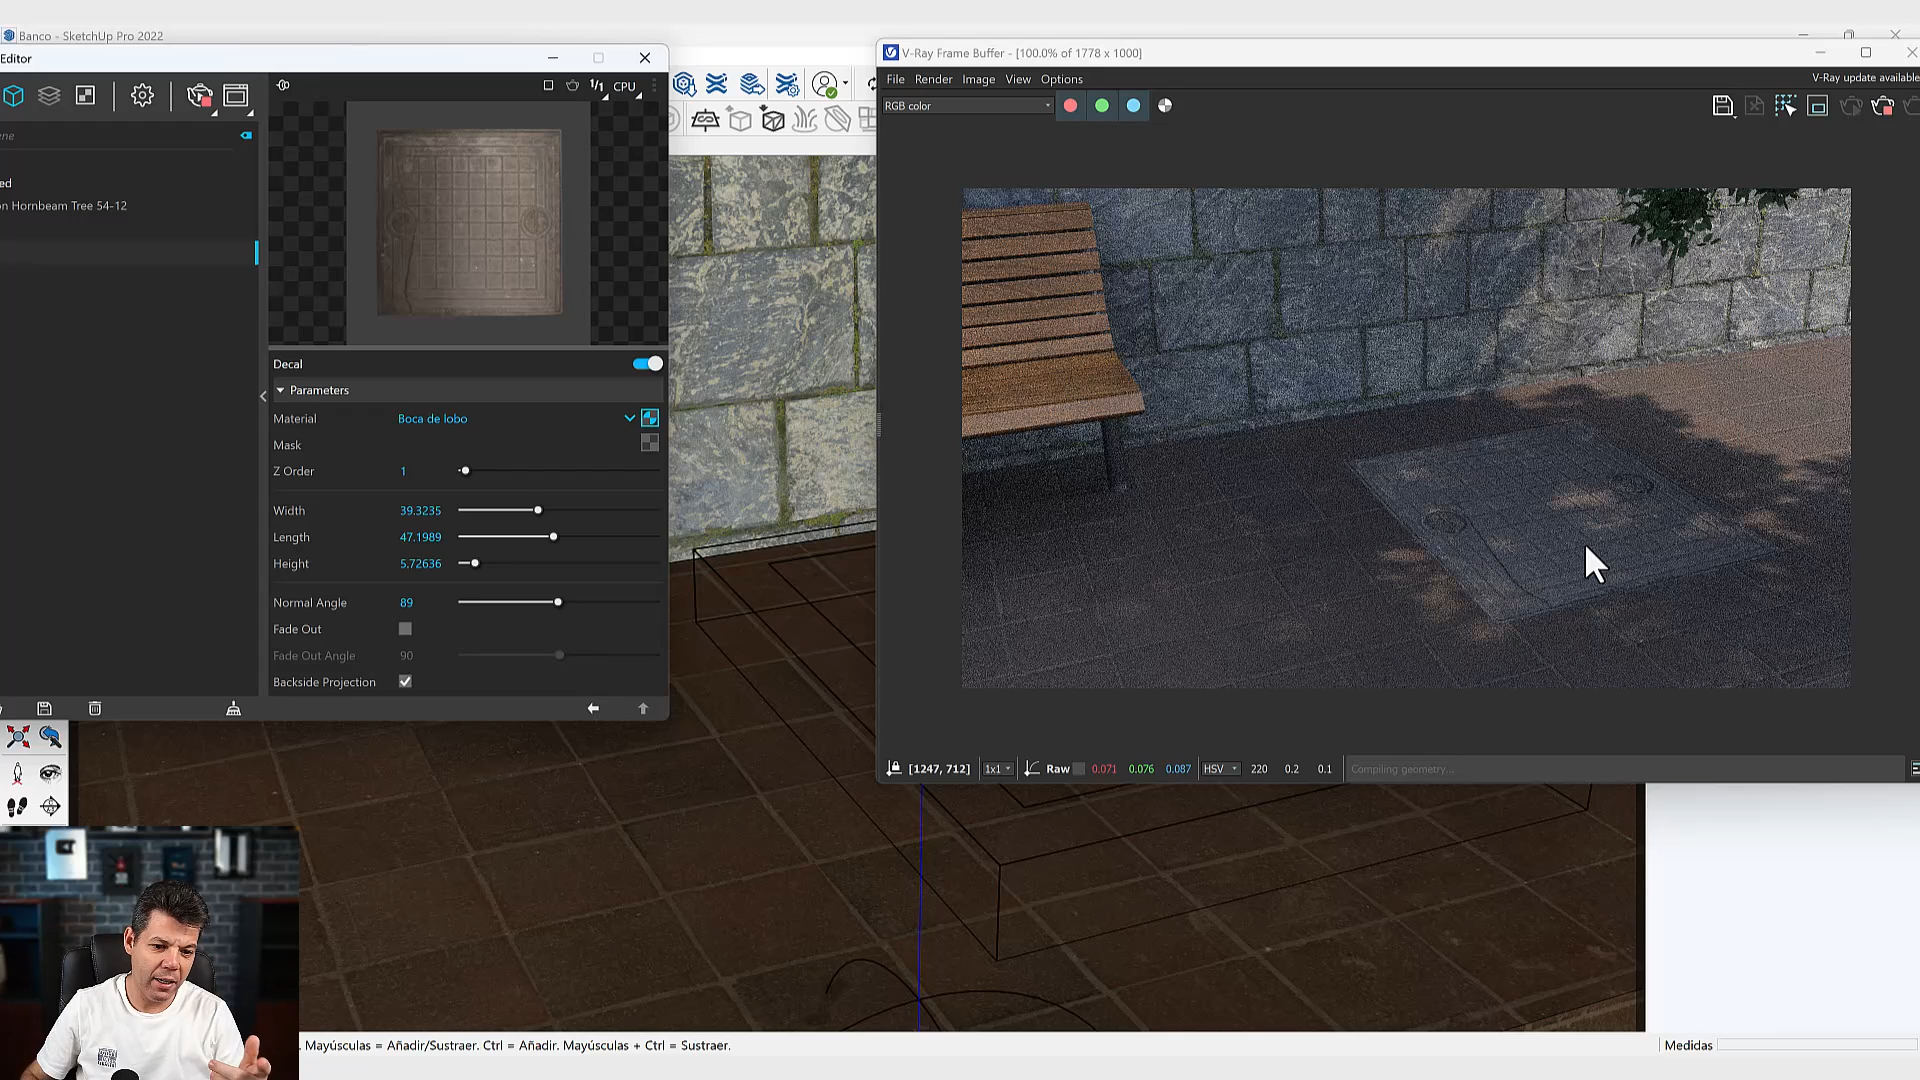 Banco - SketchUp Pro 2022
Editor
1/1 CPU
ene
ed
on Hornbeam Tree 54-12
Decal
Parameters
Material Boca de lobo
Mask
Z Order 1
Width 39.3235
Length 47.1989
Height 5.72636
Normal Angle 89
Fade Out
Fade Out Angle 90
Backside Projection
V-Ray Frame Buffer - [100.0% of 1778 x 1000]
File Render Image View Options
V-Ray update available
RGB color
[1247, 712] 1x1 Raw 0.071 0.076 0.087 HSV 220 0.2 0.1 Compiling geometry...
. Mayúsculas = Añadir/Sustraer. Ctrl = Añadir. Mayúsculas + Ctrl = Sustraer.
Medidas